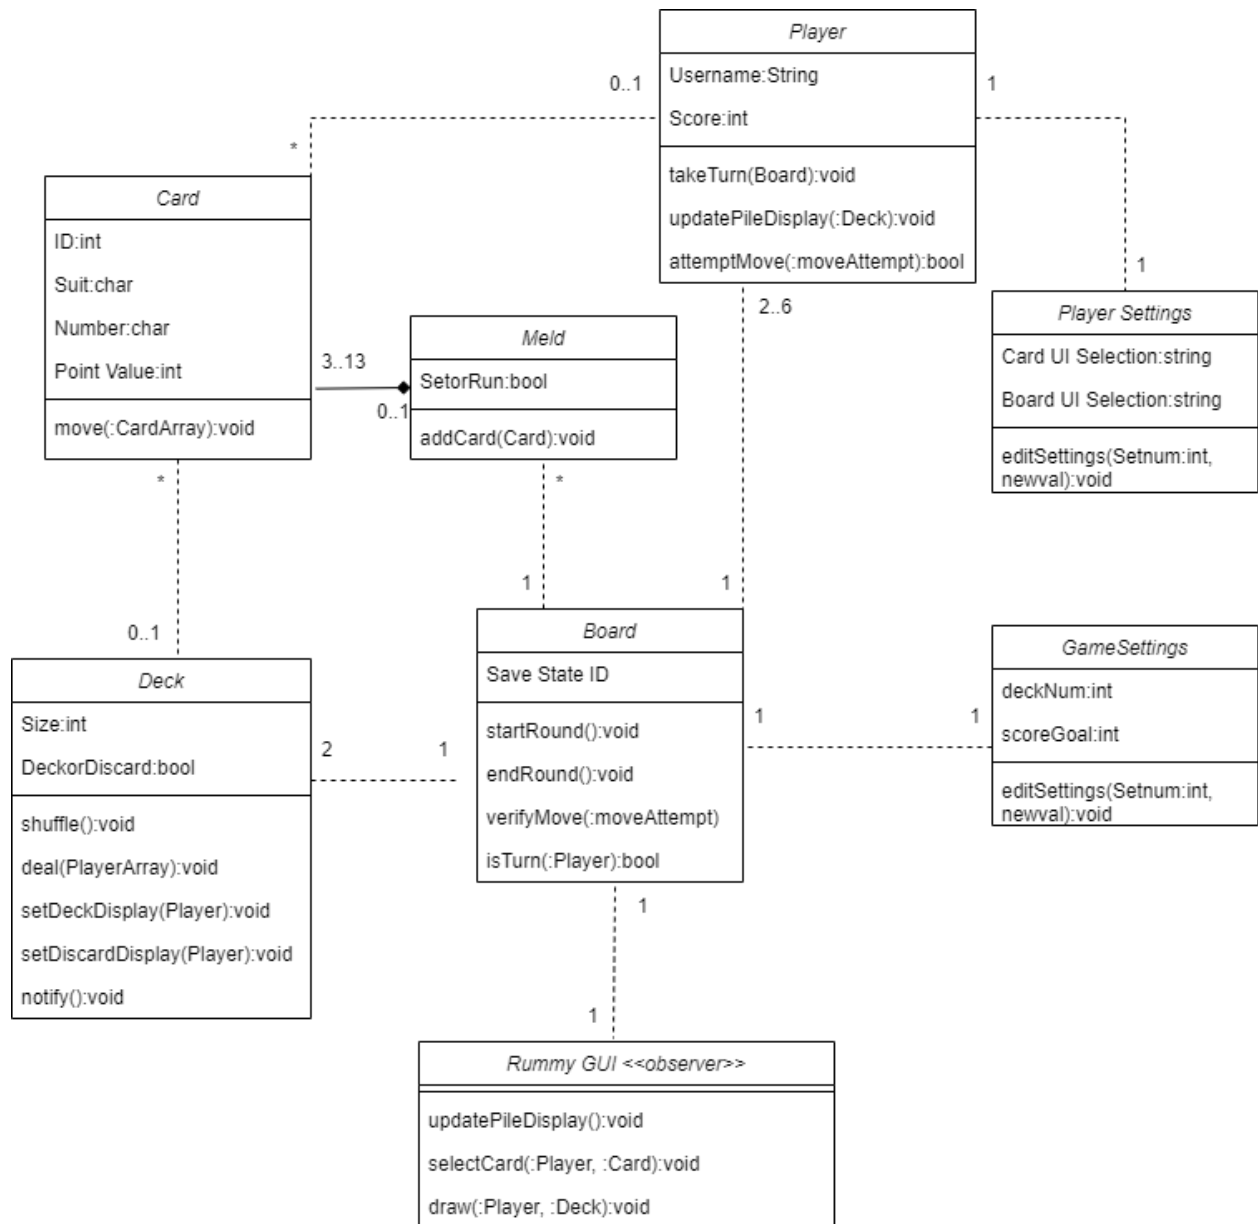 Player
Username:String
Score:int
takeTurn(Board):void
updatePileDisplay(:Deck):void
attemptMove(:moveAttempt):bool
0..1
1
*
Card
ID:int
Suit:char
Number:char
Point Value:int
move(:CardArray):void
3..13
0..1
Meld
SetorRun:bool
addCard(Card):void
2..6
1
Player Settings
Card UI Selection:string
Board UI Selection:string
editSettings(Setnum:int,
newval):void
*
*
0..1
1
1
Deck
Size:int
DeckorDiscard:bool
shuffle():void
deal(PlayerArray):void
setDeckDisplay(Player):void
setDiscardDisplay(Player):void
notify():void
2
1
Board
Save State ID
startRound():void
endRound():void
verifyMove(:moveAttempt)
isTurn(:Player):bool
1
1
GameSettings
deckNum:int
scoreGoal:int
editSettings(Setnum:int,
newval):void
1
1
Rummy GUI <<observer>>
updatePileDisplay():void
selectCard(:Player, :Card):void
draw(:Player, :Deck):void